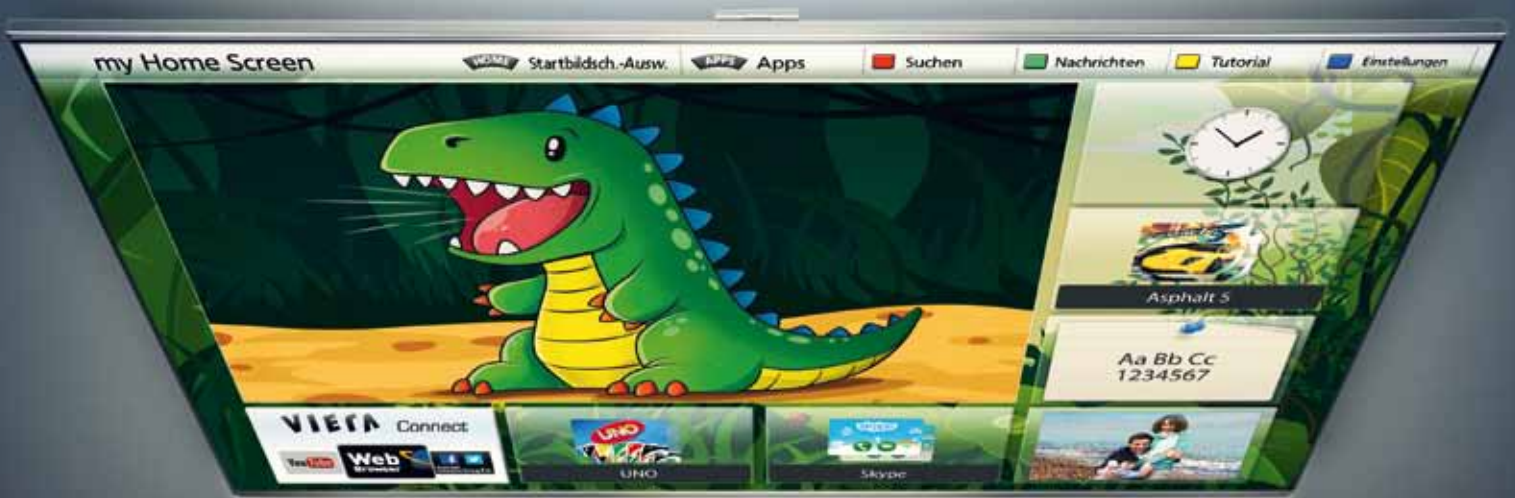 my Home Screen
HOME Startbildsch.-Ausw.
APPS Apps
Suchen
Nachrichten
Tutorial
Einstellungen
Asphalt 5
Aa Bb Cc
1234567
VIERA Connect
YouTube
Web Browser
UNO
UNO
Skype